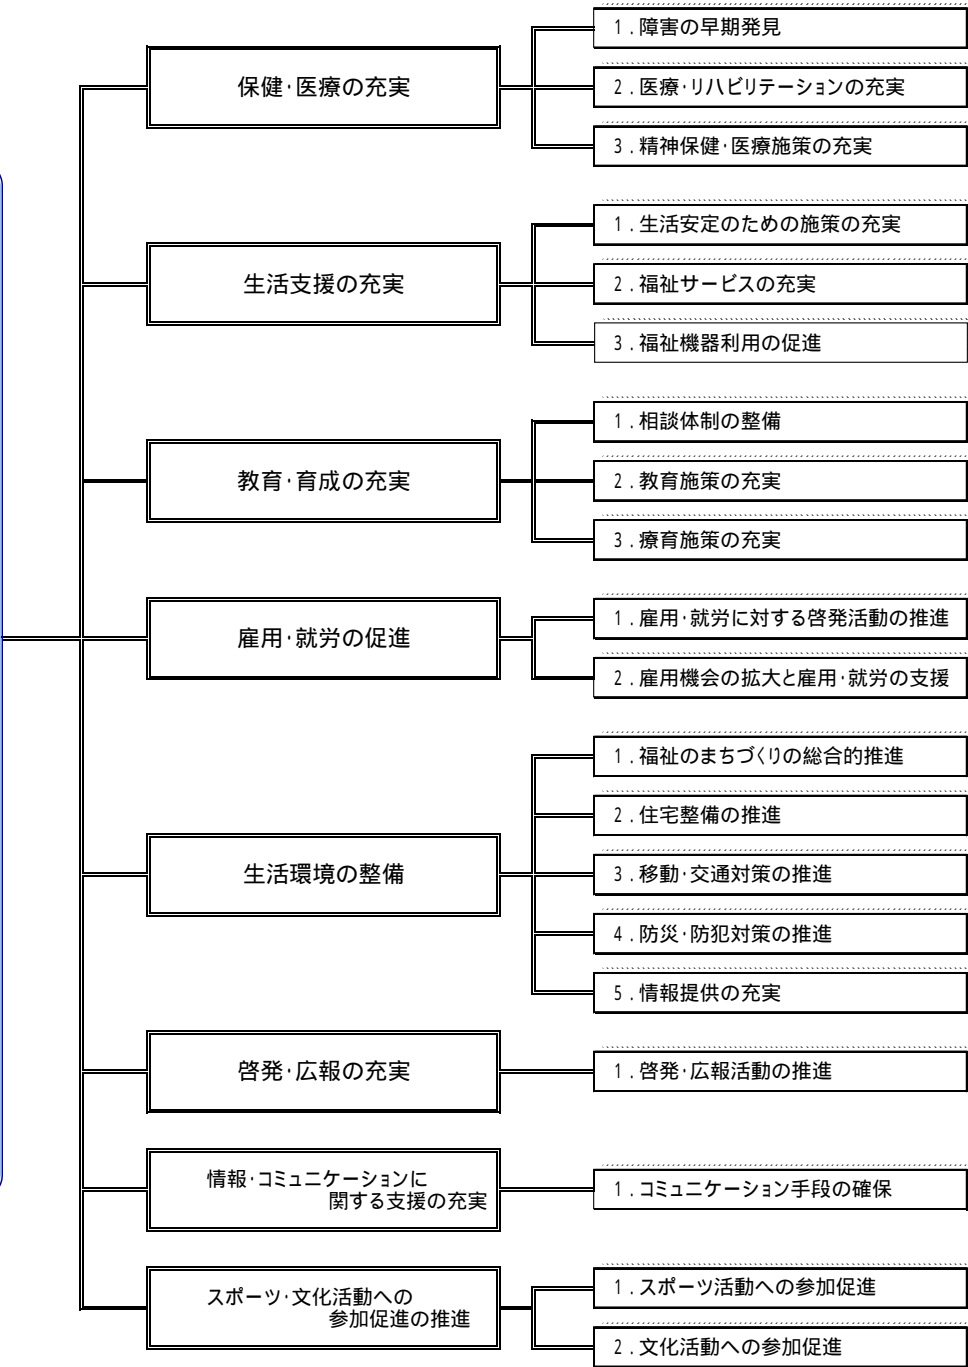 保健･医療の充実
1．障害の早期発見
2．医療･リハビリテーションの充実
3．精神保健･医療施策の充実
生活支援の充実
1．生活安定のための施策の充実
2．福祉サービスの充実
3．福祉機器利用の促進
教育･育成の充実
1．相談体制の整備
2．教育施策の充実
3．療育施策の充実
雇用･就労の促進
1．雇用･就労に対する啓発活動の推進
2．雇用機会の拡大と雇用･就労の支援
生活環境の整備
1．福祉のまちづくりの総合的推進
2．住宅整備の推進
3．移動･交通対策の推進
4．防災･防犯対策の推進
5．情報提供の充実
啓発･広報の充実
1．啓発･広報活動の推進
情報･コミュニケーションに
関する支援の充実
1．コミュニケーション手段の確保
スポーツ･文化活動への
参加促進の推進
1．スポーツ活動への参加促進
2．文化活動への参加促進